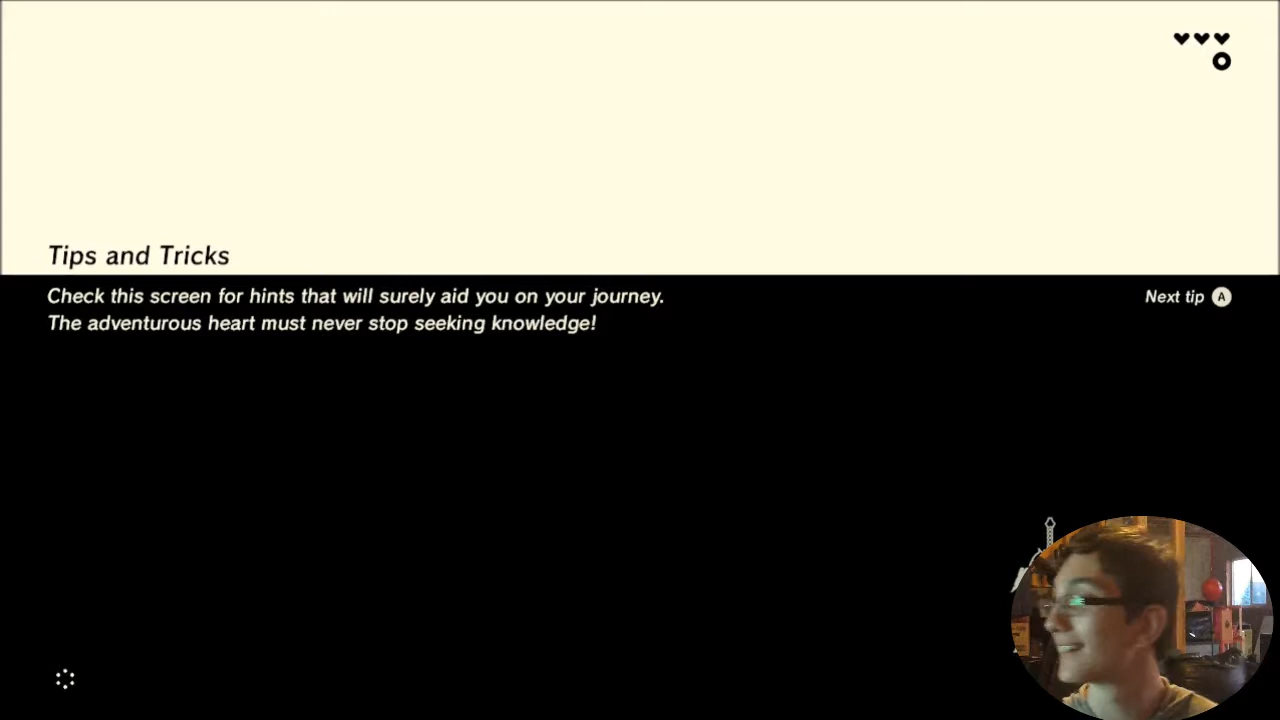 Tips and Tricks
Check this screen for hints that will surely aid you on your journey.
The adventurous heart must never stop seeking knowledge!
Next tip A